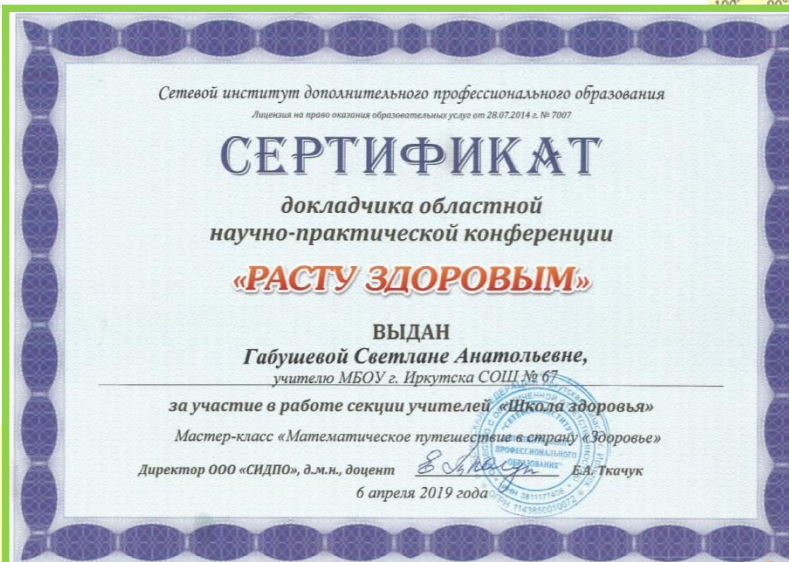 Сетевой институт дополнительного профессионального образования
Лицензия на право оказания образовательных услуг от 28.07.2014 г. № 7007
СЕРТИФИКАТ
докладчика областной
научно-практической конференции
«РАСТУ ЗДОРОВЫМ»
ВЫДАН
Габушевой Светлане Анатольевне,
учителю МБОУ г. Иркутска СОШ № 67
за участие в работе секции учителей «Школа здоровья»
Мастер-класс «Математическое путешествие в страну «Здоровье»
Директор ООО «СИДПО», д.м.н., доцент Е.А. Ткачук
6 апреля 2019 года